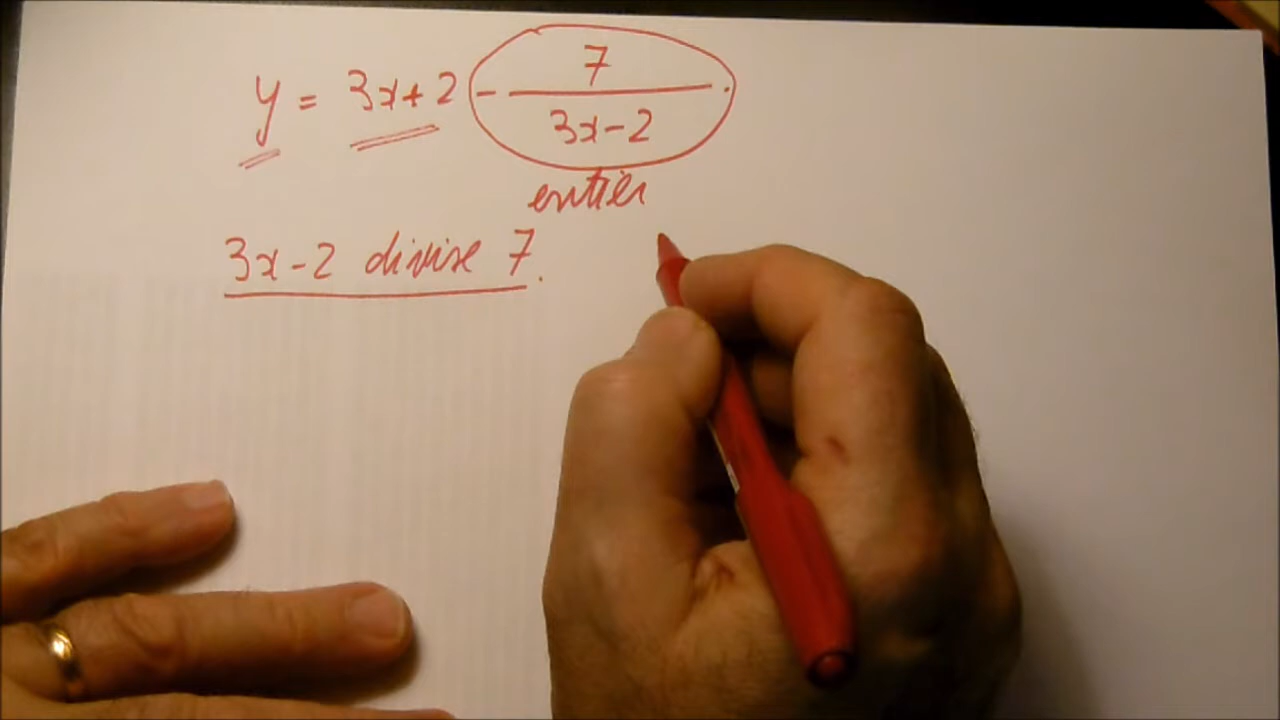 y = 3x+2 - 7/(3x-2).
entier
3x-2 divise 7.